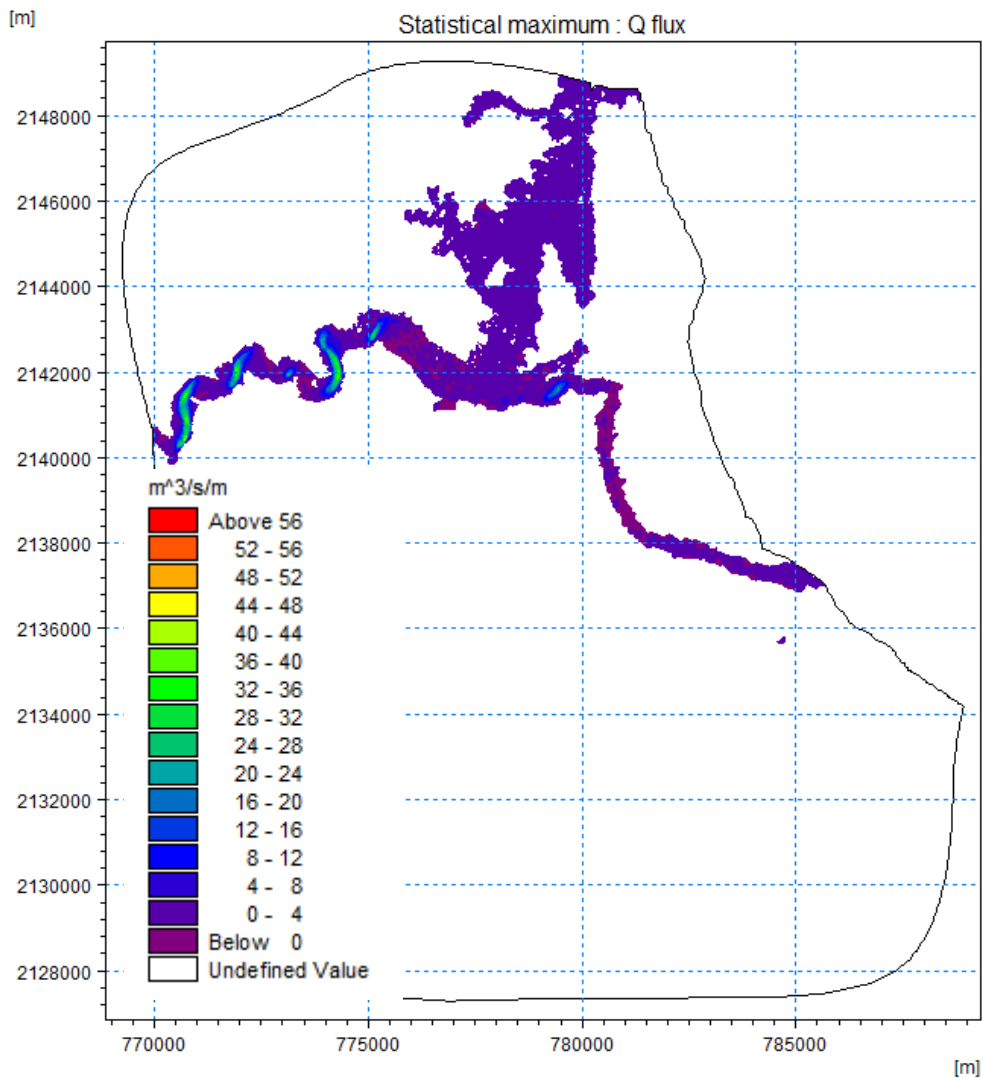 [m]
Statistical maximum : Q flux
2148000
2146000
2144000
2142000
2140000
2138000
2136000
2134000
2132000
2130000
2128000
m^3/s/m
Above 56
52 - 56
48 - 52
44 - 48
40 - 44
36 - 40
32 - 36
28 - 32
24 - 28
20 - 24
16 - 20
12 - 16
8 - 12
4 - 8
0 - 4
Below 0
Undefined Value
770000 775000 780000 785000
[m]